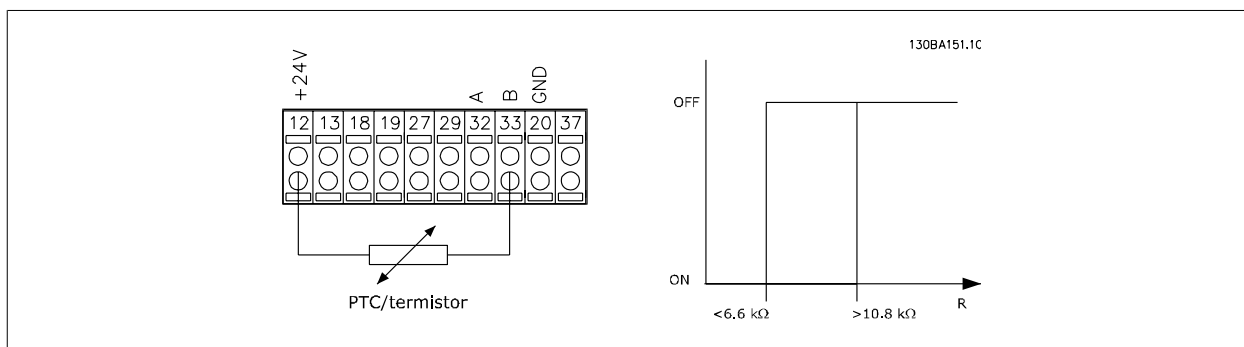 130BA151.10
+24V
A
B
GND
12 13 18 19 27 29 32 33 20 37
PTC/termistor
OFF
ON
<6.6 kΩ
>10.8 kΩ
R